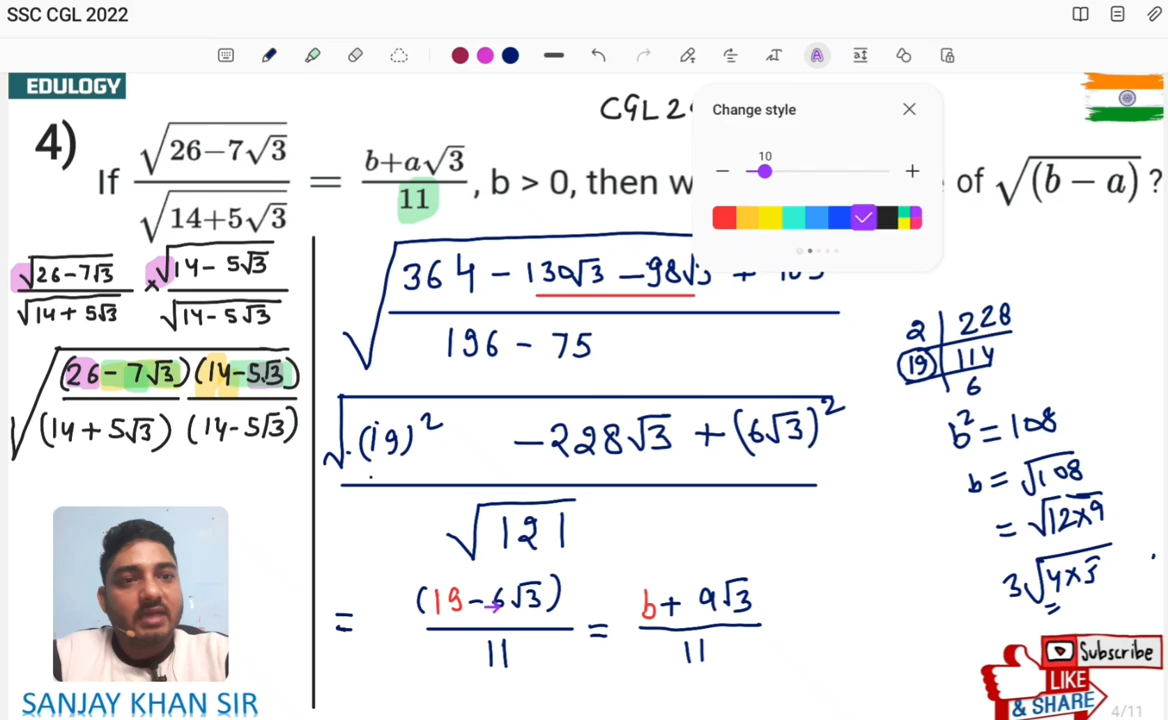 SSC CGL 2022
EDULOGY
CGL 2
Change style
10
4) If √(26−7√3) / √(14+5√3) = (b+a√3) / 11 , b > 0, then w
of √(b − a) ?
√26−7√3 / √14+5√3 × √14−5√3 / √14−5√3
√ (26−7√3)(14−5√3) / (14+5√3)(14−5√3)
√ 364 − 130√3 − 98√3 + 105 / 196 − 75
√(19)² − 228√3 + (6√3)² / √121
= (19−6√3) / 11 = b + a√3 / 11
2 | 228
19 | 114
6
b² = 108
b = √108
= √12×9
3√4×3
SANJAY KHAN SIR
Subscribe
LIKE
& SHARE
4/11